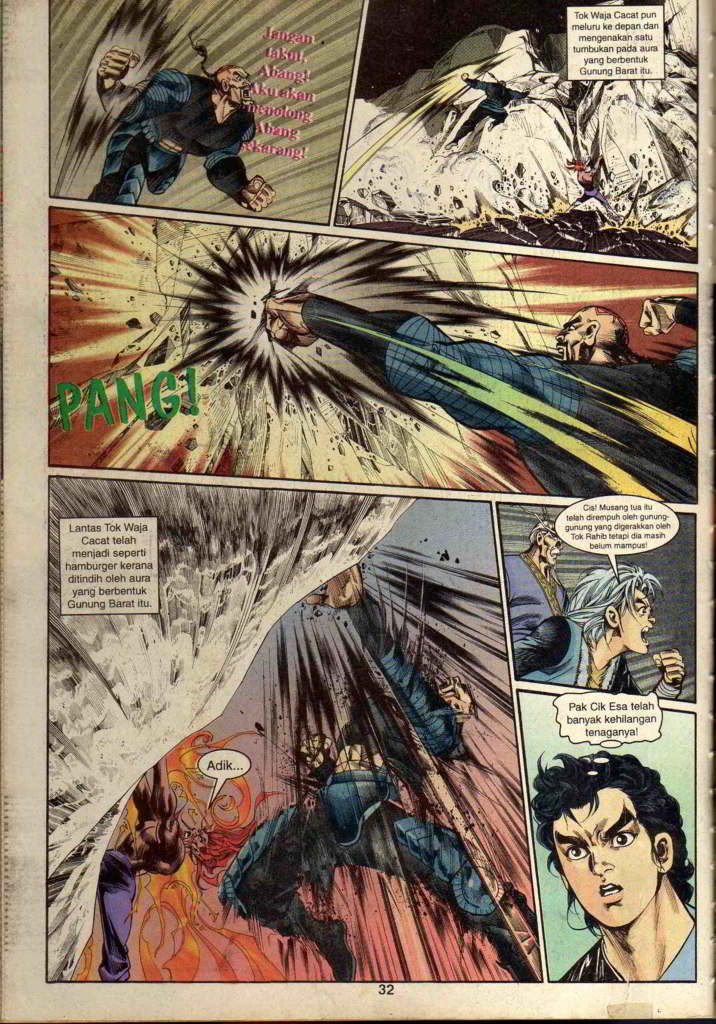 Jangan
takut,
Abang!
Aku akan
menolong
Abang
sekarang!
Tok Waja Cacat pun
meluru ke depan dan
mengenakan satu
tumbukan pada aura
yang berbentuk
Gunung Barat itu.
PANG!
Lantas Tok Waja
Cacat telah
menjadi seperti
hamburger kerana
ditindih oleh aura
yang berbentuk
Gunung Barat itu.
Adik...
Cis! Musang tua itu
telah dirempuh oleh gunung-
gunung yang digerakkan oleh
Tok Rahib tetapi dia masih
belum mampus!
Pak Cik Esa telah
banyak kehilangan
tenaganya!
32